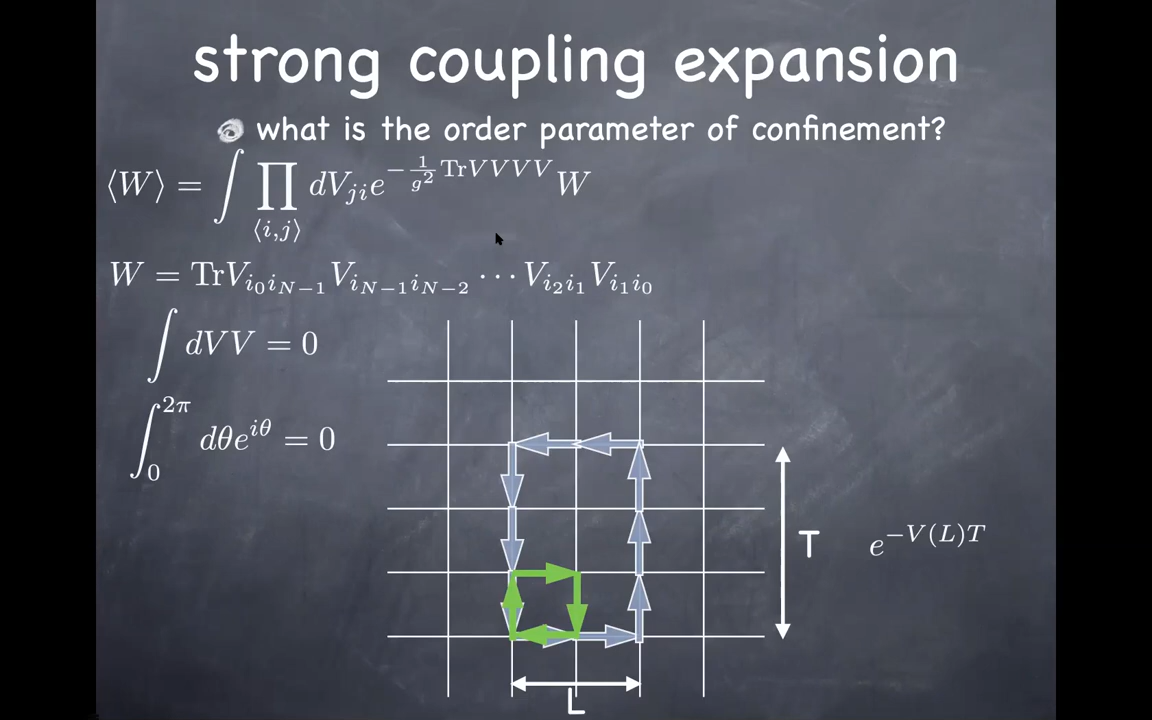 strong coupling expansion
what is the order parameter of confinement?
⟨W⟩ = ∫ ∏_{⟨i,j⟩} dV_{ji} e^{-\frac{1}{g^2} Tr VVVV} W
W = Tr V_{i_0 i_{N-1}} V_{i_{N-1} i_{N-2}} ⋯ V_{i_2 i_1} V_{i_1 i_0}
∫ dV V = 0
∫_0^{2π} dθ e^{iθ} = 0
T
e^{-V(L)T}
L